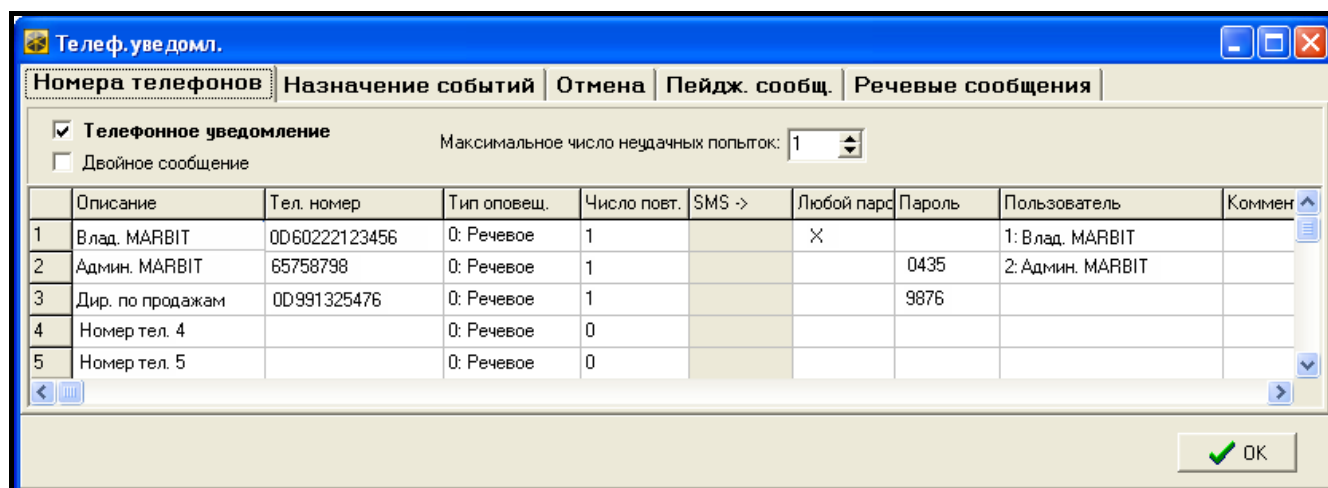 Телеф.уведомл.
Номера телефонов Назначение событий Отмена Пейдж. сообщ. Речевые сообщения
Телефонное уведомление
Максимальное число неудачных попыток: 1
Двойное сообщение
Описание Тел. номер Тип оповещ. Число повт. SMS -> Любой паро Пароль Пользователь Коммен
1 Влад. MARBIT 0D60222123456 0: Речевое 1 X 1: Влад. MARBIT
2 Админ. MARBIT 65758798 0: Речевое 1 0435 2: Админ. MARBIT
3 Дир. по продажам 0D991325476 0: Речевое 1 9876
4 Номер тел. 4 0: Речевое 0
5 Номер тел. 5 0: Речевое 0
OK